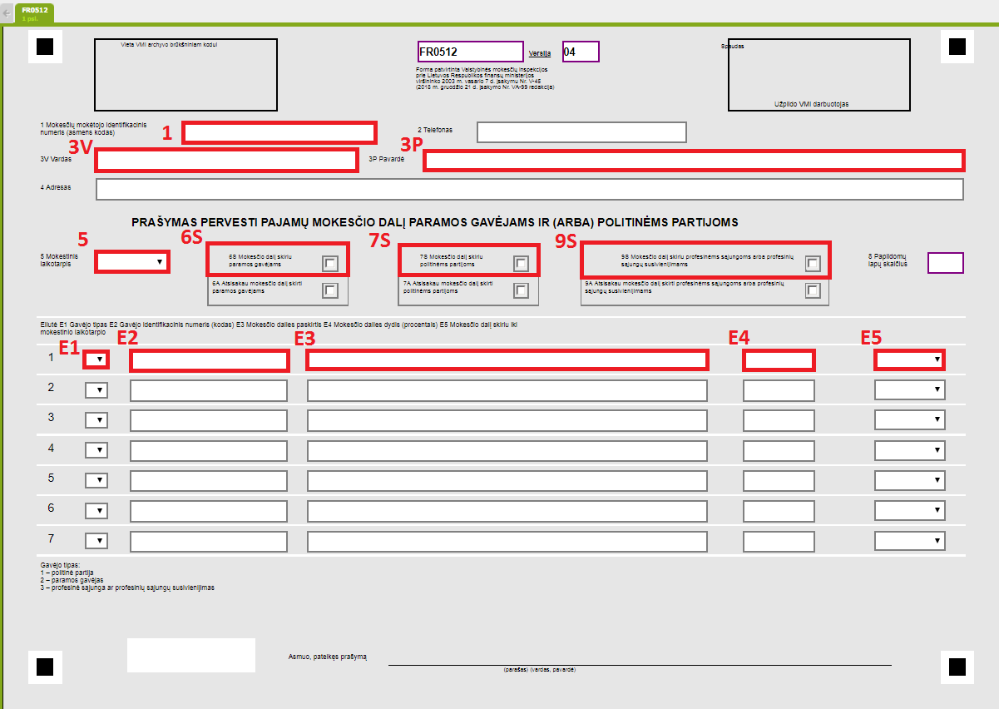 FR0512
1 psl.
Vieta VMI archyvo brūkšniniam kodui
FR0512
Versija
04
Spaudas
Forma patvirtinta Valstybinės mokesčių inspekcijos
prie Lietuvos Respublikos finansų ministerijos
viršininko 2003 m. vasario 7 d. įsakymu Nr. V-45
(2018 m. gruodžio 21 d. įsakymo Nr. VA-99 redakcija)
Užpildo VMI darbuotojas
1 Mokesčių mokėtojo identifikacinis
numeris (asmens kodas)
1
2 Telefonas
3V
3V Vardas
3P
3P Pavardė
4 Adresas
PRAŠYMAS PERVESTI PAJAMŲ MOKESČIO DALĮ PARAMOS GAVĖJAMS IR (ARBA) POLITINĖMS PARTIJOMS
5
5 Mokestinis
laikotarpis
6S
6S Mokesčio dalį skiriu
paramos gavėjams
6A Atsisakau mokesčio dalį skirti
paramos gavėjams
7S
7S Mokesčio dalį skiriu
politinėms partijoms
7A Atsisakau mokesčio dalį skirti
politinėms partijoms
9S
9S Mokesčio dalį skiriu profesinėms sąjungoms arba profesinių
sąjungų susivienijimams
9A Atsisakau mokesčio dalį skirti profesinėms sąjungoms arba profesinių
sąjungų susivienijimams
8 Papildomų
lapų skaičius
Eilutė E1 Gavėjo tipas E2 Gavėjo identifikacinis numeris (kodas) E3 Mokesčio dalies paskirtis E4 Mokesčio dalies dydis (procentais) E5 Mokesčio dalį skiriu iki
mokestinio laikotarpio
E1
E2
E3
E4
E5
1
2
3
4
5
6
7
Gavėjo tipas:
1 – politinė partija
2 – paramos gavėjas
3 – profesinė sąjunga ar profesinių sąjungų susivienijimas
Asmuo, pateikęs prašymą
(parašas) (vardas, pavardė)